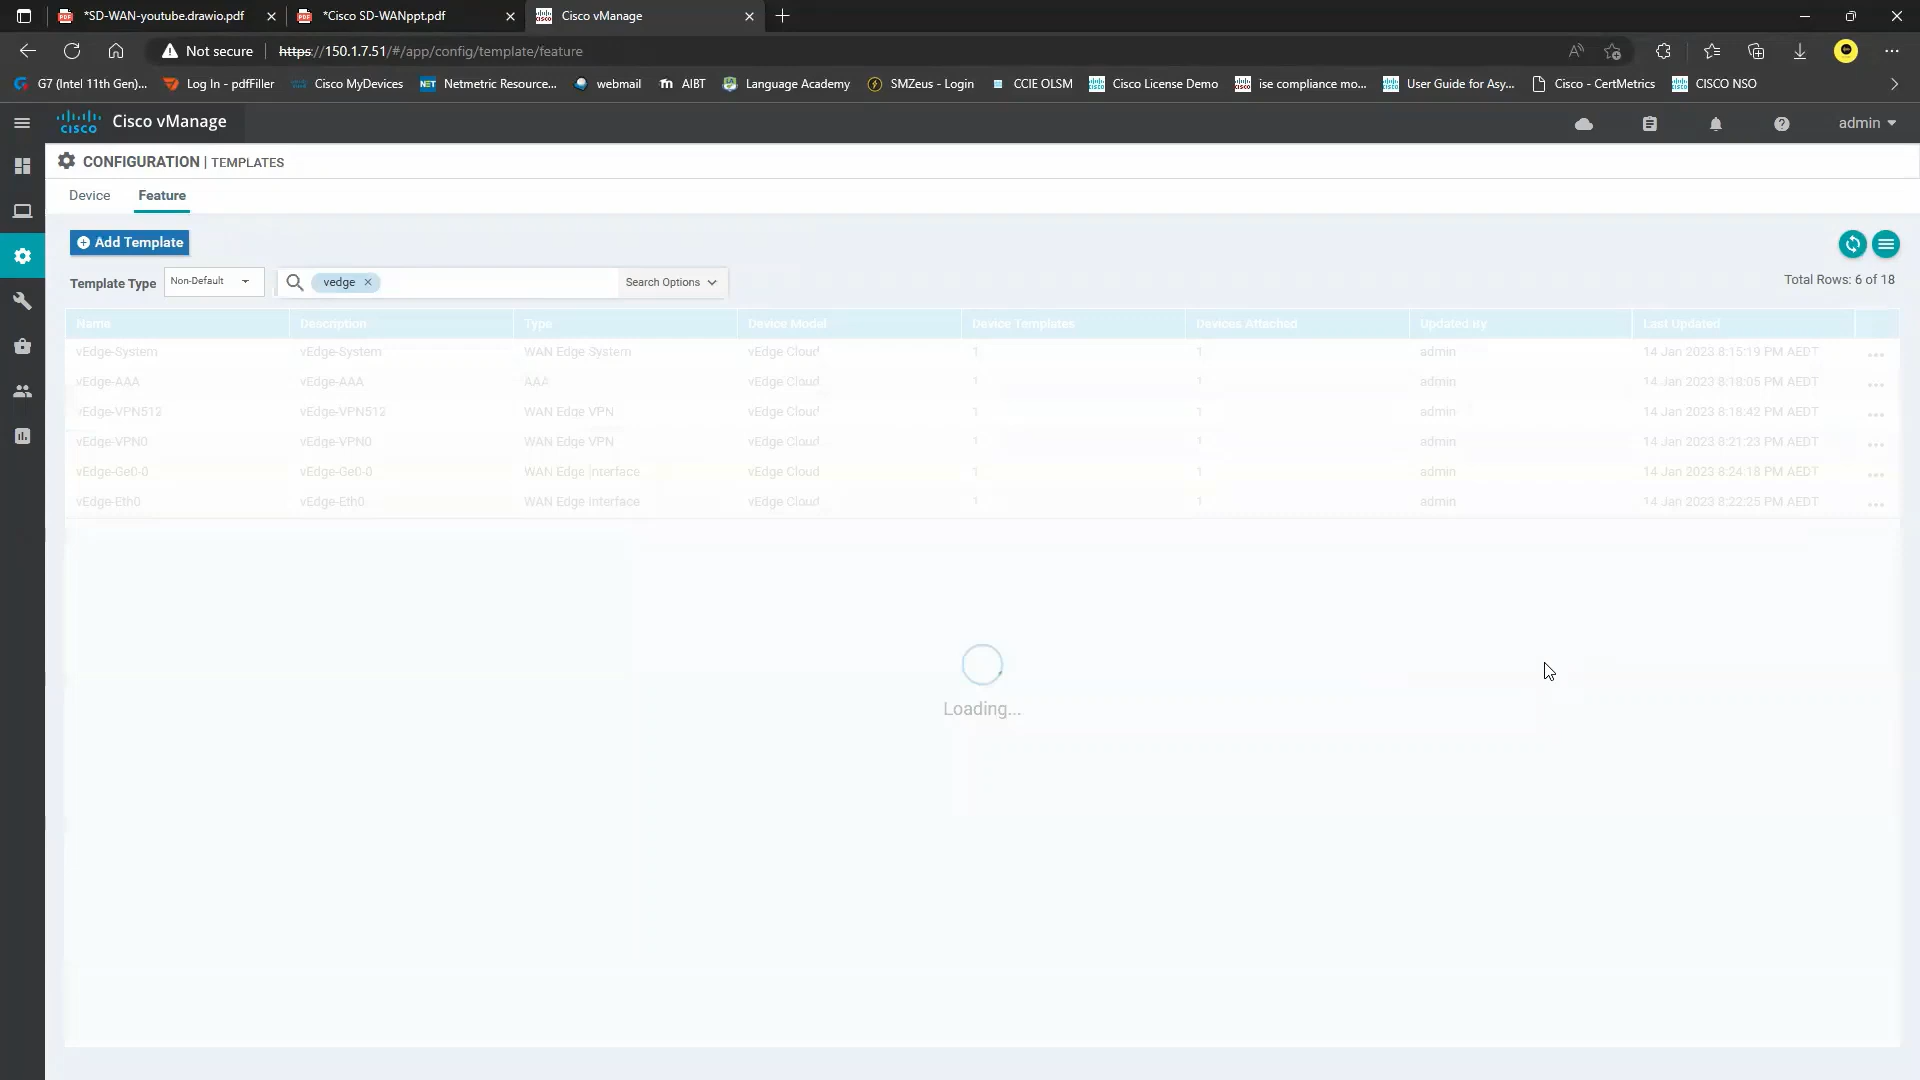 *SD-WAN-youtube.drawio.pdf
*Cisco SD-WANppt.pdf
Cisco vManage
Not secure
https://150.1.7.51/#/app/config/template/feature
G7 (Intel 11th Gen)...
Log In - pdfFiller
Cisco MyDevices
Netmetric Resource...
webmail
AIBT
Language Academy
SMZeus - Login
CCIE OLSM
Cisco License Demo
ise compliance mo...
User Guide for Asy...
Cisco - CertMetrics
CISCO NSO
CISCO
Cisco vManage
admin
CONFIGURATION | TEMPLATES
Device
Feature
Add Template
Template Type
Non-Default
vedge
Search Options
Total Rows: 6 of 18
Name Description Type Device Model Device Templates Devices Attached Updated By Last Updated
vEdge-System vEdge-System WAN Edge System vEdge Cloud 1 1 admin 14 Jan 2023 8:15:19 PM AEDT
vEdge-AAA vEdge-AAA AAA vEdge Cloud 1 1 admin 14 Jan 2023 8:18:05 PM AEDT
vEdge-VPN512 vEdge-VPN512 WAN Edge VPN vEdge Cloud 1 1 admin 14 Jan 2023 8:18:42 PM AEDT
vEdge-VPN0 vEdge-VPN0 WAN Edge VPN vEdge Cloud 1 1 admin 14 Jan 2023 8:21:23 PM AEDT
vEdge-Ge0-0 vEdge-Ge0-0 WAN Edge Interface vEdge Cloud 1 1 admin 14 Jan 2023 8:24:18 PM AEDT
vEdge-Eth0 vEdge-Eth0 WAN Edge Interface vEdge Cloud 1 1 admin 14 Jan 2023 8:22:25 PM AEDT
Loading...